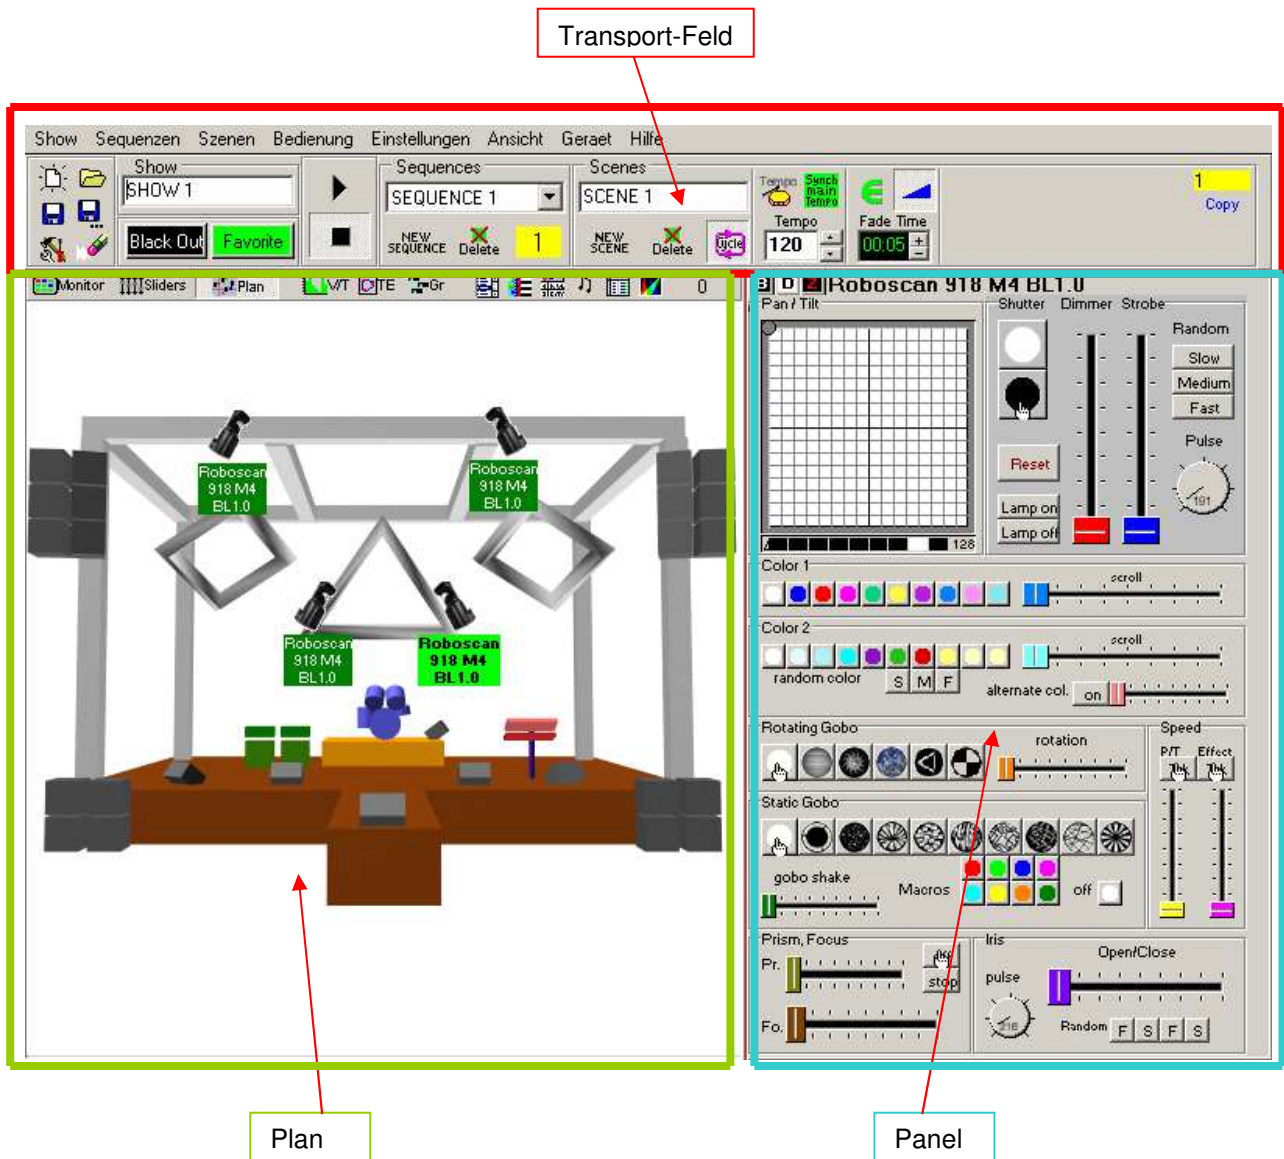 Transport-Feld
Show Sequenzen Szenen Bedienung Einstellungen Ansicht Geraet Hilfe
Show
SHOW 1
Black Out Favorite
Sequences
SEQUENCE 1
NEW SEQUENCE Delete 1
Scenes
SCENE 1
NEW SCENE Delete Cycle
Tempo Synch main Tempo
Tempo
120
Fade Time
00:05
1
Copy
Monitor Sliders Plan V/T TE Gr 0
Roboscan 918 M4 BL1.0
Roboscan
918 M4
BL1.0
Roboscan
918 M4
BL1.0
Roboscan
918 M4
BL1.0
Roboscan
918 M4
BL1.0
Pan / Tilt
128
Shutter Dimmer Strobe
Random
Slow
Medium
Fast
Pulse
191
Reset
Lamp on
Lamp off
Color 1
scroll
Color 2
scroll
random color S M F
alternate col. on
Rotating Gobo
rotation
Speed
P/T Effect
Static Gobo
gobo shake
Macros
off
Prism, Focus
Pr.
stop
Fo.
Iris
Open/Close
pulse
216
Random F S F S
Plan
Panel